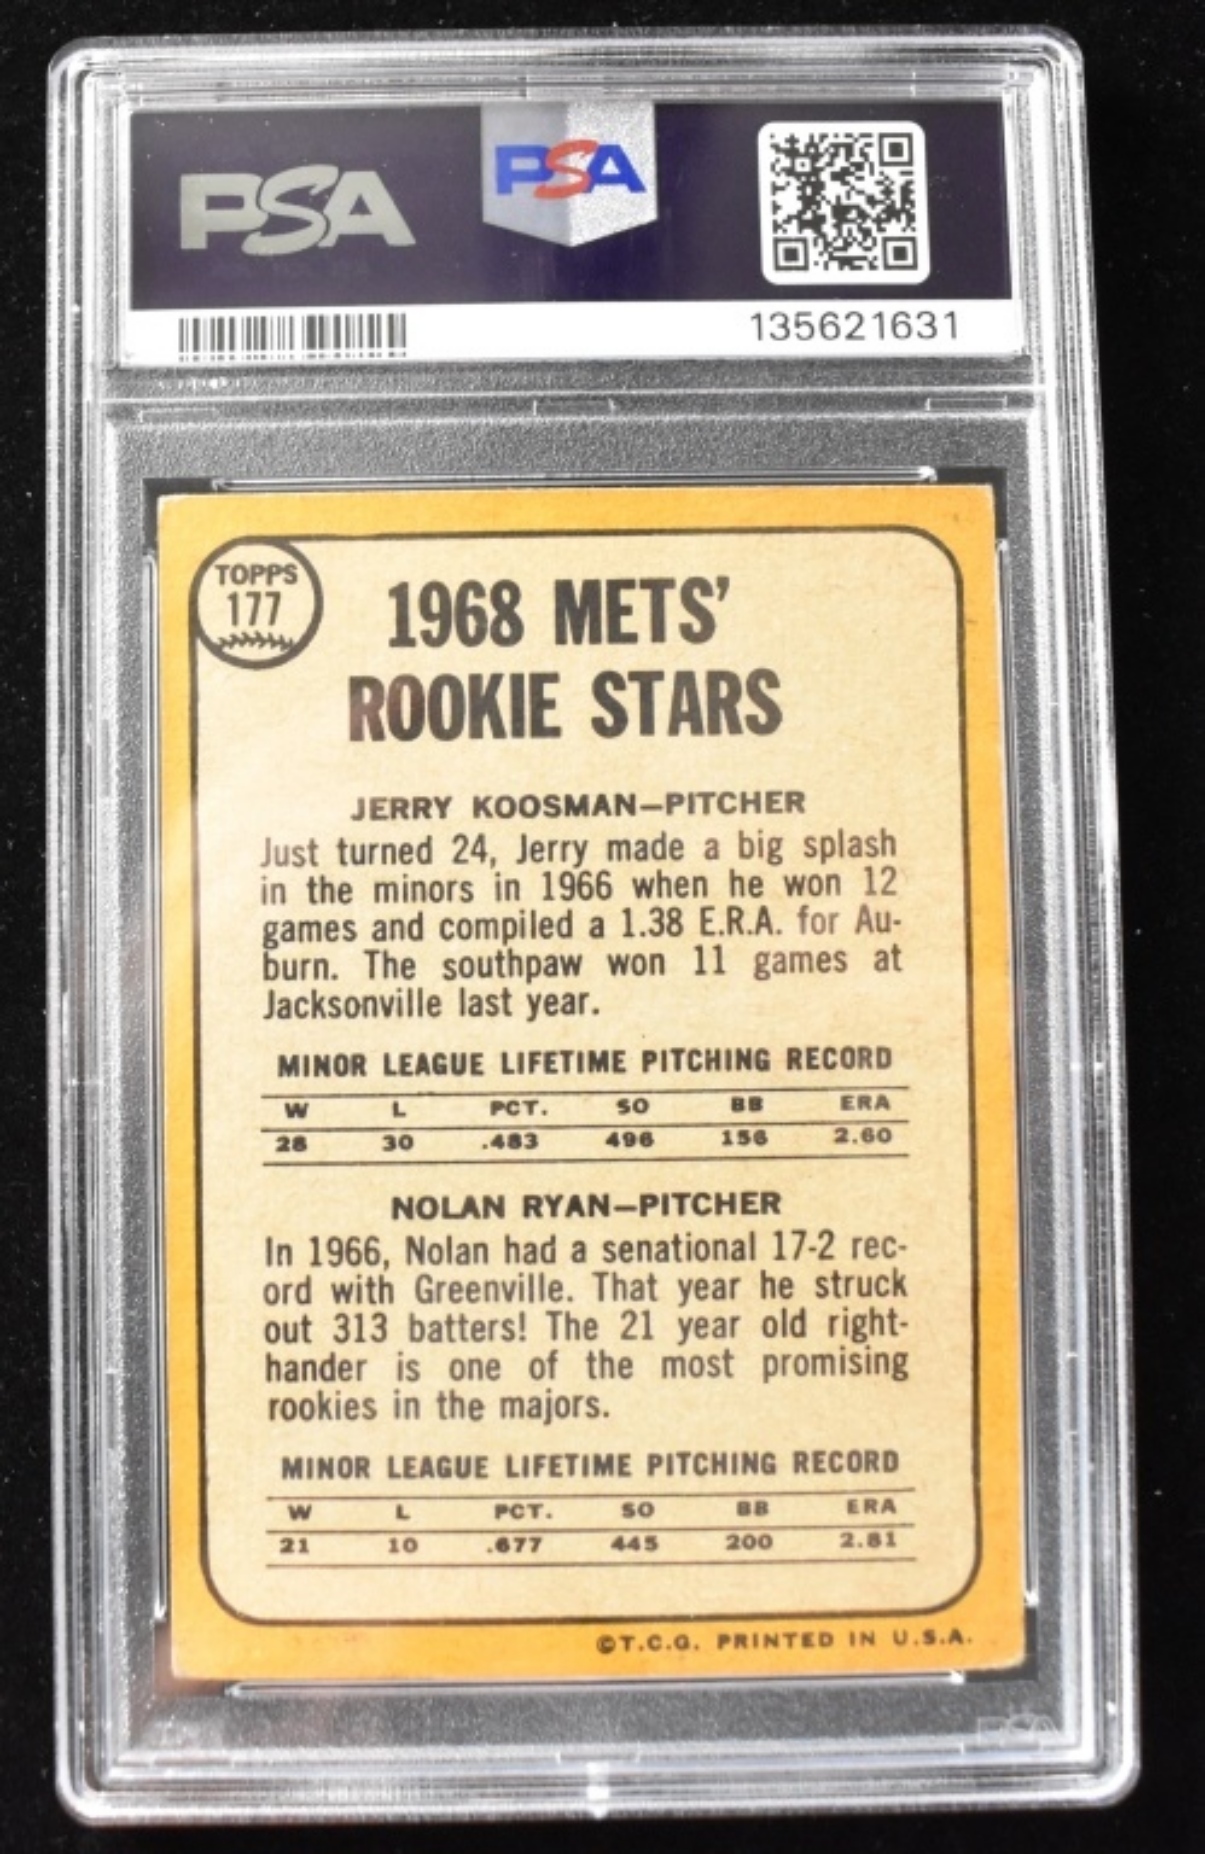 PSA
PSA
135621631
TOPPS
177
1968 METS'
ROOKIE STARS
JERRY KOOSMAN—PITCHER
Just turned 24, Jerry made a big splash
in the minors in 1966 when he won 12
games and compiled a 1.38 E.R.A. for Au-
burn. The southpaw won 11 games at
Jacksonville last year.
MINOR LEAGUE LIFETIME PITCHING RECORD
W L PCT. SO BB ERA
28 30 .483 496 156 2.60
NOLAN RYAN—PITCHER
In 1966, Nolan had a senational 17-2 rec-
ord with Greenville. That year he struck
out 313 batters! The 21 year old right-
hander is one of the most promising
rookies in the majors.
MINOR LEAGUE LIFETIME PITCHING RECORD
W L PCT. SO BB ERA
21 10 .677 445 200 2.81
©T.C.G. PRINTED IN U.S.A.
PSA